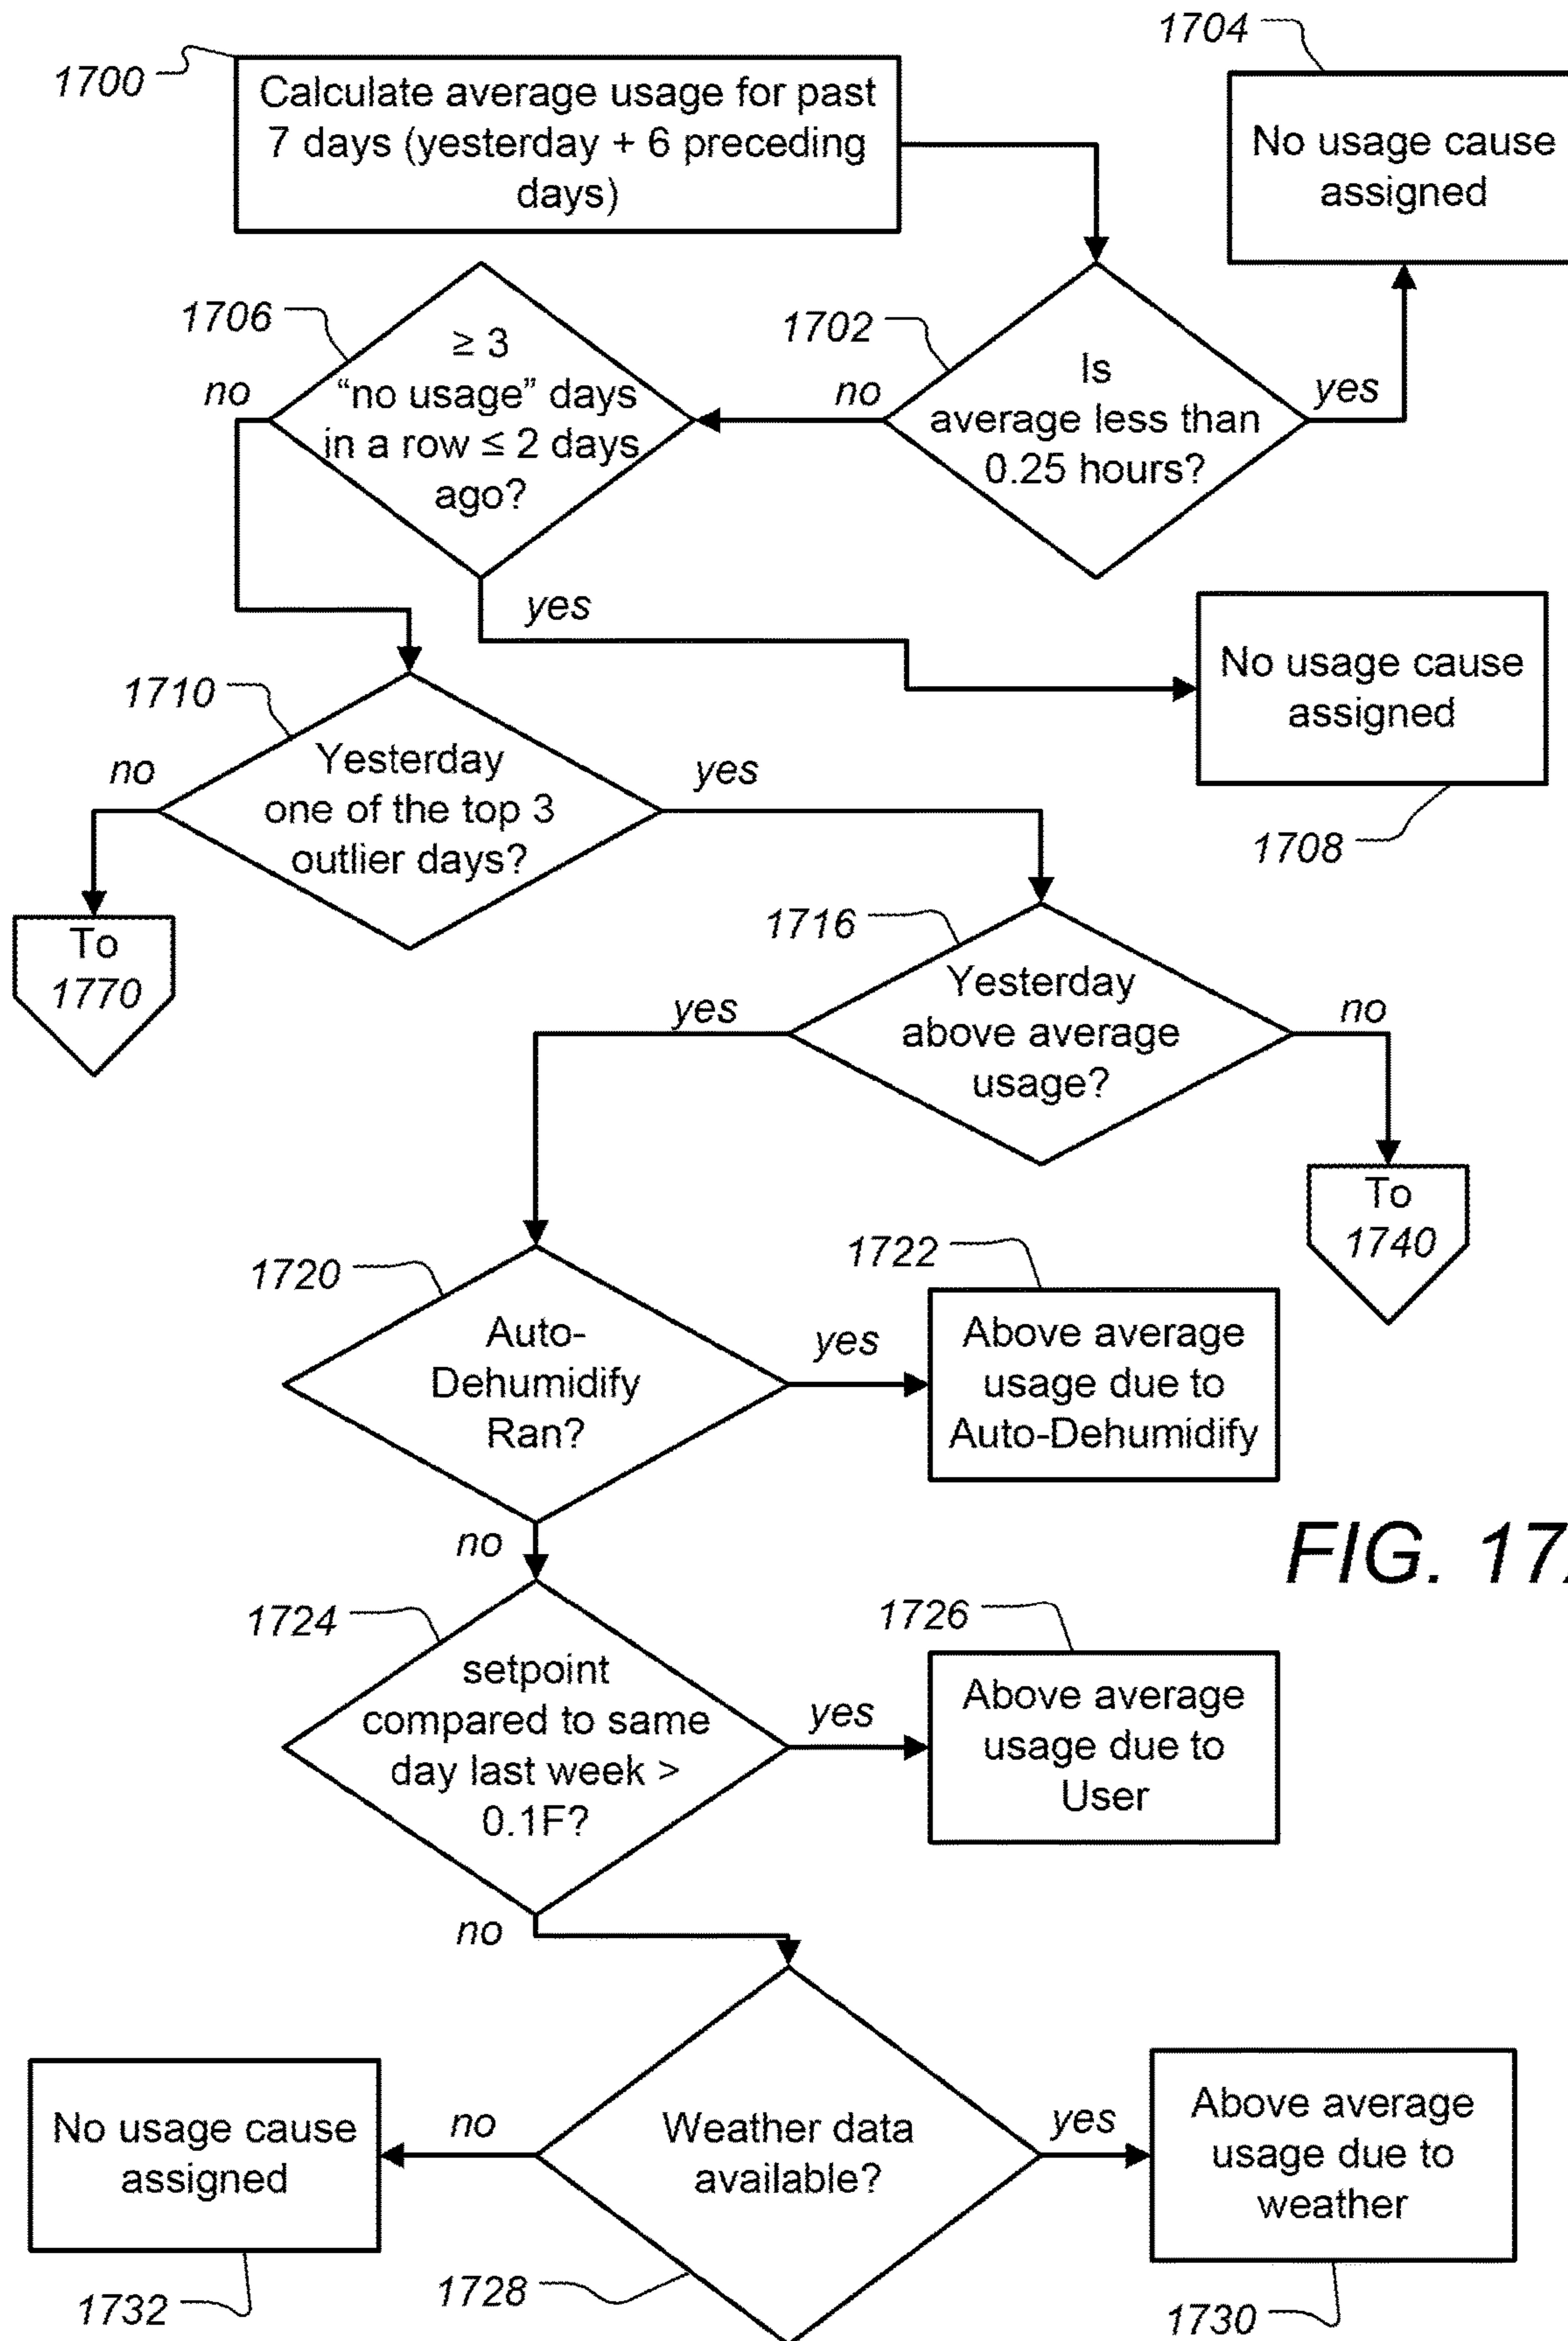 1700
Calculate average usage for past
7 days (yesterday + 6 preceding
days)
1704
No usage cause
assigned
1706
≥ 3
“no usage” days
in a row ≤ 2 days
ago?
no
yes
1702
Is
average less than
0.25 hours?
no
yes
No usage cause
assigned
1708
1710
Yesterday
one of the top 3
outlier days?
no
yes
To
1770
1716
Yesterday
above average
usage?
yes
no
To
1740
1720
Auto-
Dehumidify
Ran?
yes
no
1722
Above average
usage due to
Auto-Dehumidify
FIG. 17
1724
setpoint
compared to same
day last week >
0.1F?
yes
no
1726
Above average
usage due to
User
Weather data
available?
1728
no
yes
No usage cause
assigned
1732
Above average
usage due to
weather
1730